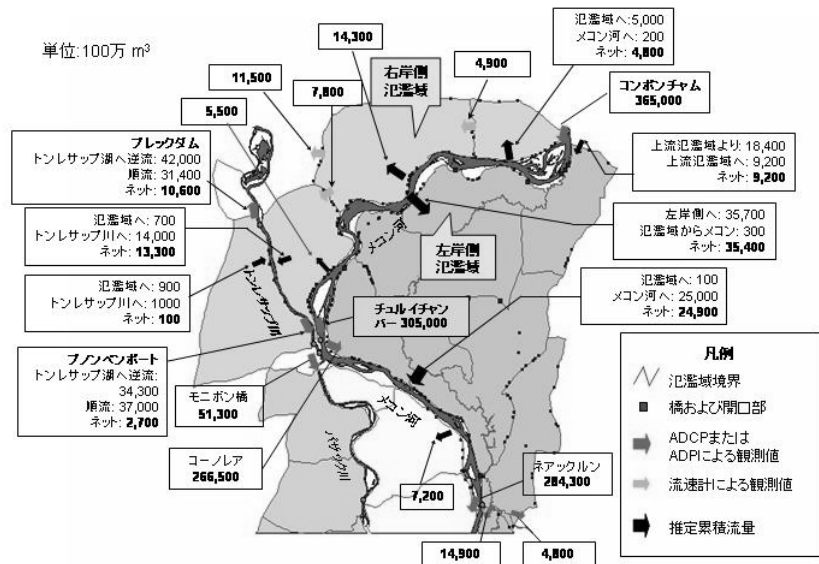 単位:100万 m³
14,300
氾濫域へ: 5,000
メコン河へ: 200
ネット: 4,800
11,500
7,800
右岸側
氾濫域
4,900
コンポンチャム
365,000
5,500
プレックダム
トンレサップ湖へ逆流: 42,000
順流: 31,400
ネット: 10,600
上流氾濫域より: 18,400
上流氾濫域へ: 9,200
ネット: 9,200
氾濫域へ: 700
トンレサップ川へ: 14,000
ネット: 13,300
左岸側へ: 35,700
氾濫域からメコン: 300
ネット: 35,400
メコン河
左岸側
氾濫域
氾濫域へ: 900
トンレサップ川へ: 1000
ネット: 100
トンレサップ川
氾濫域へ: 100
メコン河へ: 25,000
ネット: 24,900
チュルイチャン
バー 305,000
プノンペンポート
トンレサップ湖へ逆流:
34,300
順流: 37,000
ネット: 2,700
モニボン橋
51,300
メコン河
バサック川
コーノレア
266,500
7,200
ネアックルン
284,300
14,900
4,800
凡例
氾濫域境界
橋および開口部
ADCPまたは
ADPによる観測値
流速計による観測値
推定累積流量